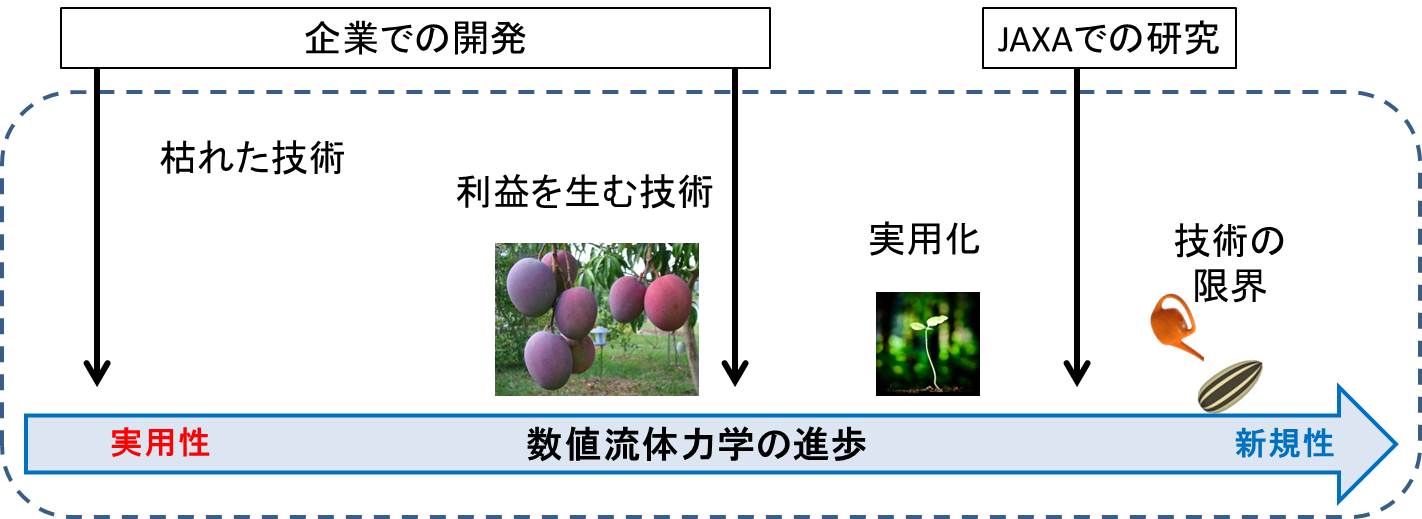 企業での開発
JAXAでの研究
枯れた技術
利益を生む技術
実用化
技術の
限界
実用性
数値流体力学の進歩
新規性